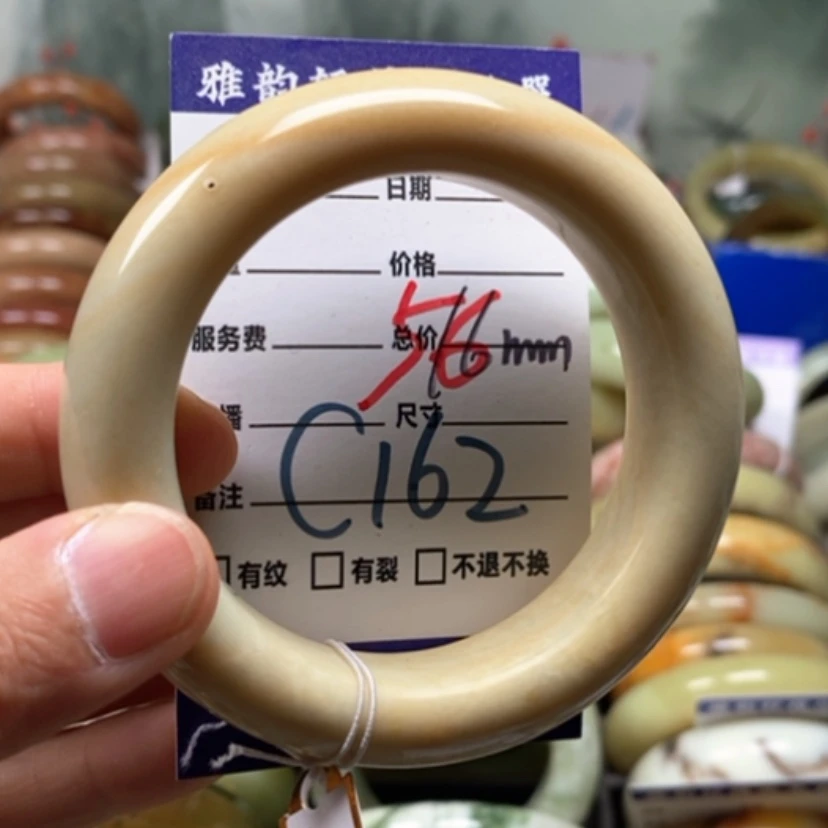 雅韵
日期
价格
服务费 总价
56mm
尺寸
C162
备注
有纹 有裂 不退不换